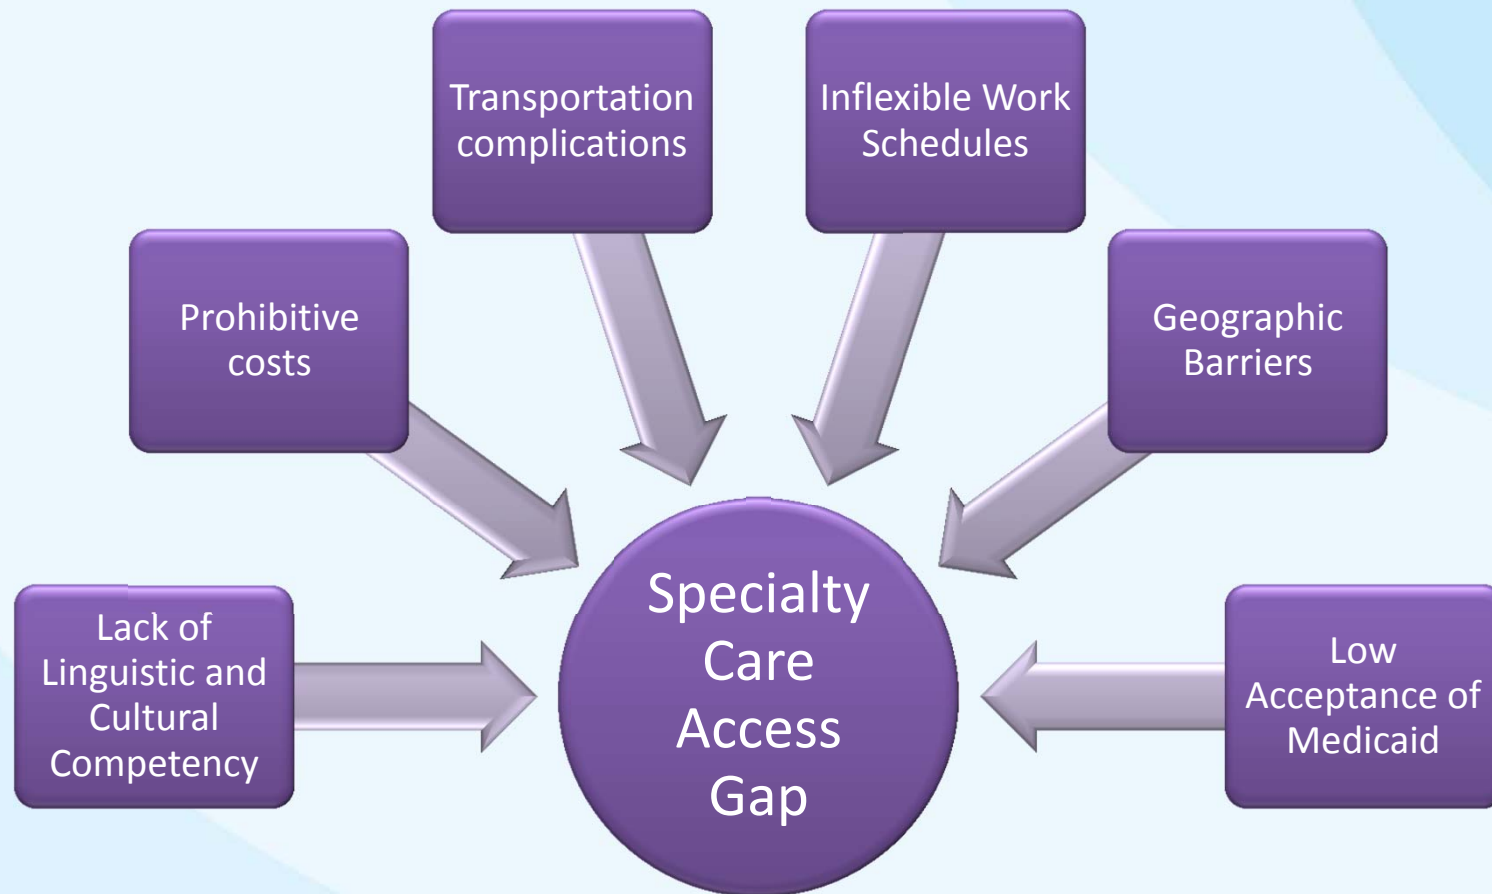 Transportation
complications
Inflexible Work
Schedules
Prohibitive
costs
Geographic
Barriers
Lack of
Linguistic and
Cultural
Competency
Specialty
Care
Access
Gap
Low
Acceptance of
Medicaid